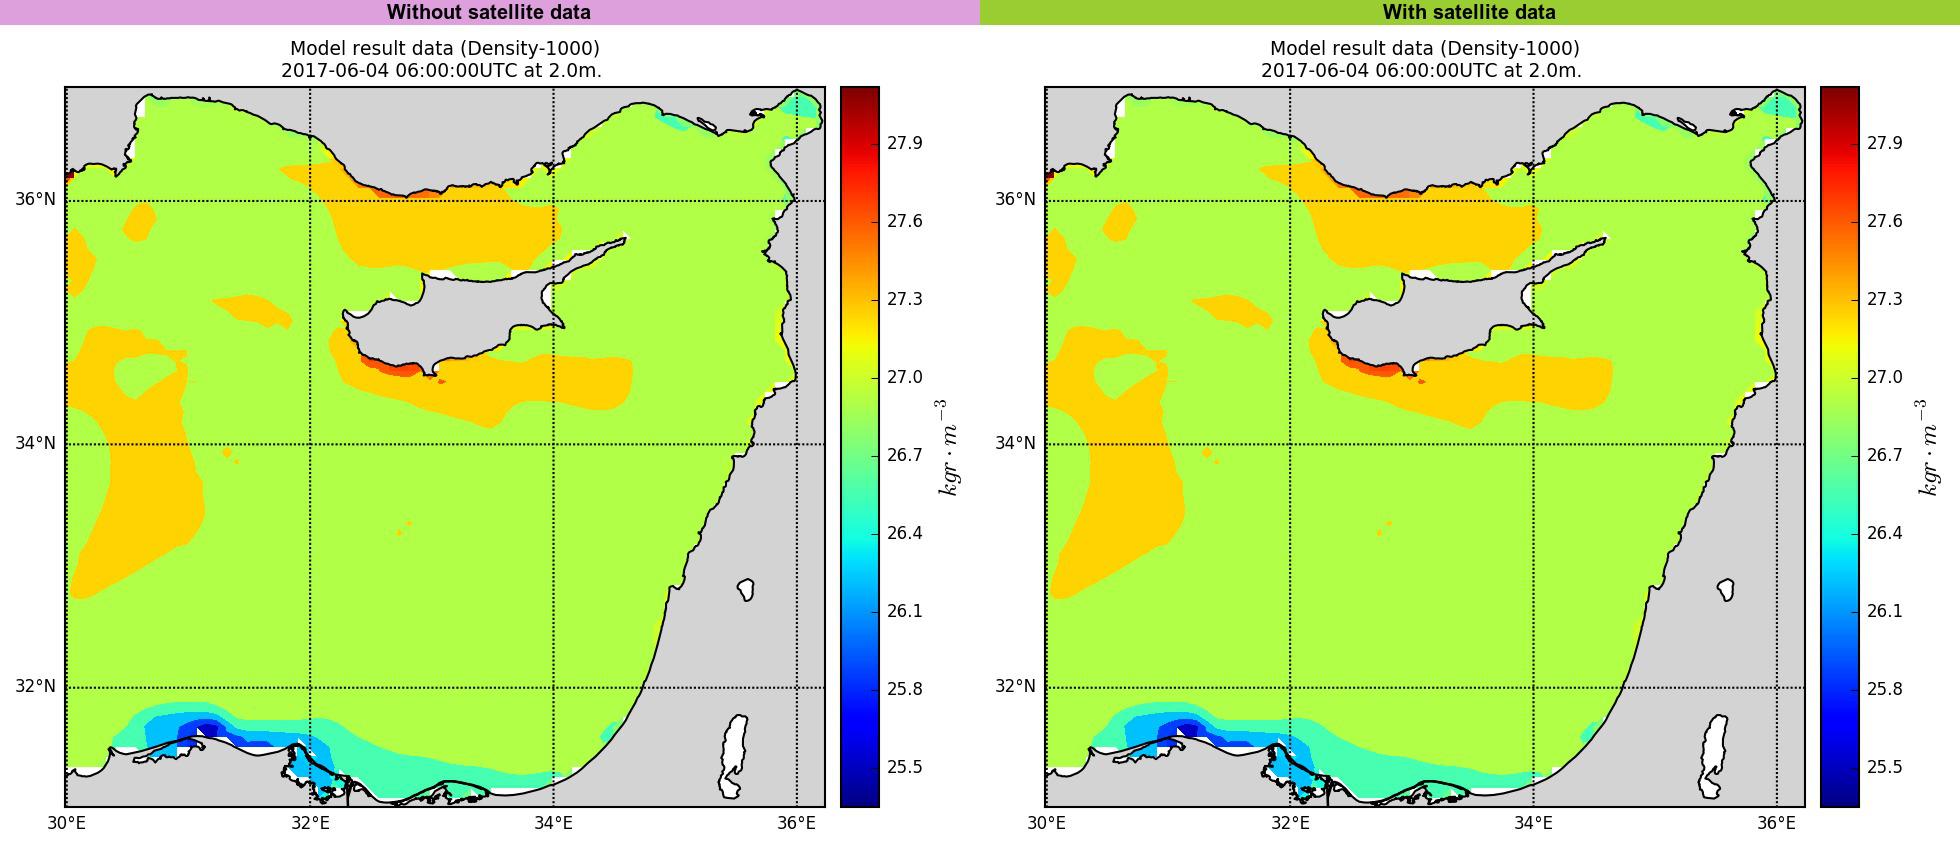 Without satellite data
Model result data (Density-1000)
2017-06-04 06:00:00UTC at 2.0m.
36°N
34°N
32°N
30°E
32°E
34°E
36°E
27.9
27.6
27.3
27.0
26.7
26.4
26.1
25.8
25.5
kgr · m⁻³
With satellite data
Model result data (Density-1000)
2017-06-04 06:00:00UTC at 2.0m.
36°N
34°N
32°N
30°E
32°E
34°E
36°E
27.9
27.6
27.3
27.0
26.7
26.4
26.1
25.8
25.5
kgr · m⁻³